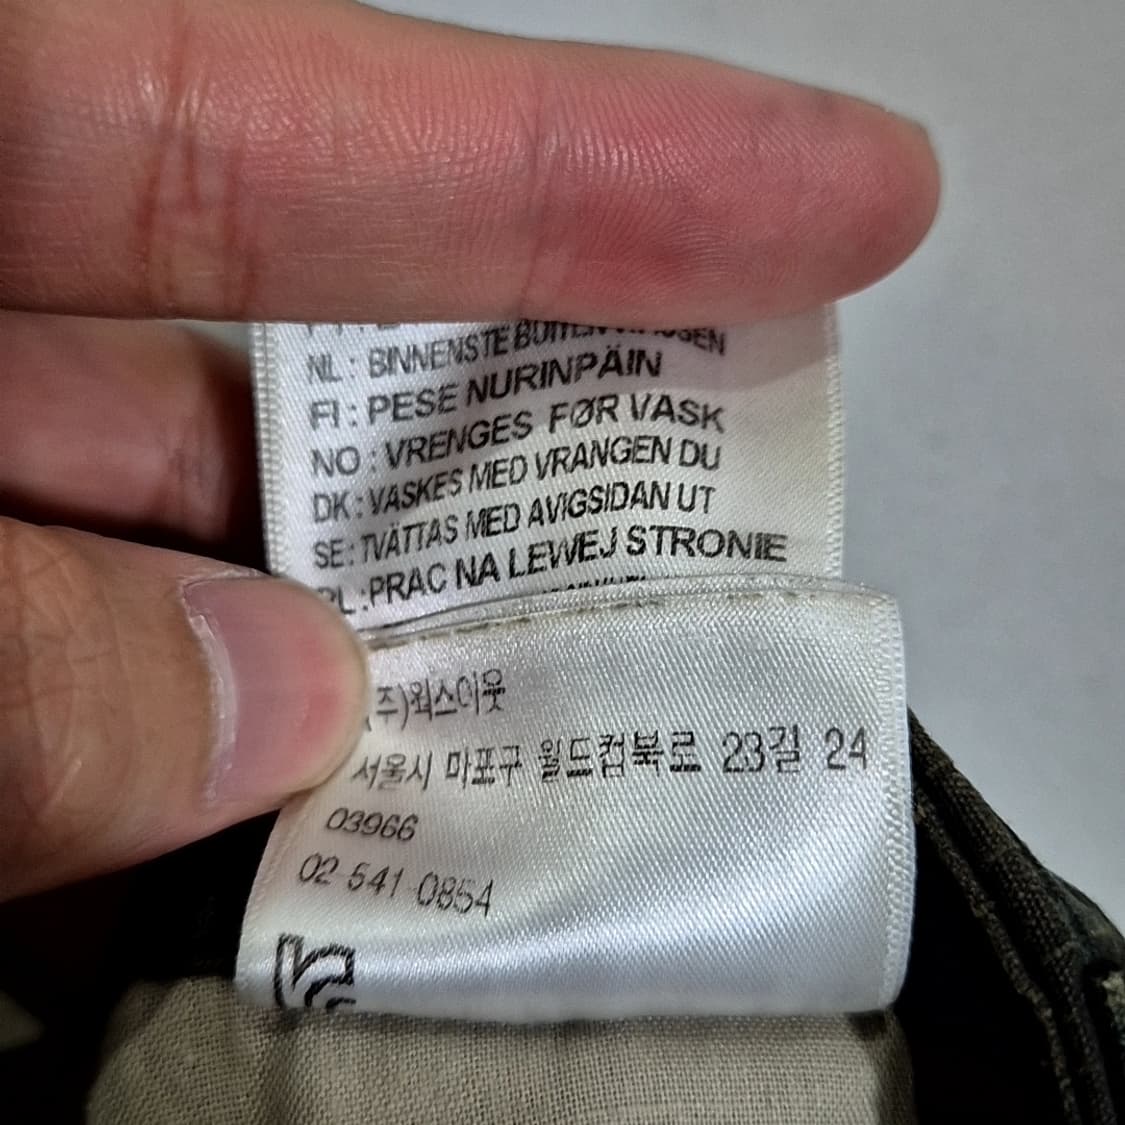 NL : BINNENSTE BUITEN
FI : PESE NURINPÄIN
NO : VRENGES FØR VASK
DK : VASKES MED VRANGEN DU
SE : TVÄTTAS MED AVIGSIDAN UT
PL : PRAC NA LEWEJ STRONIE
(주)웍스아웃
서울시 마포구 월드컵북로 23길 24
03966
02 541 0854